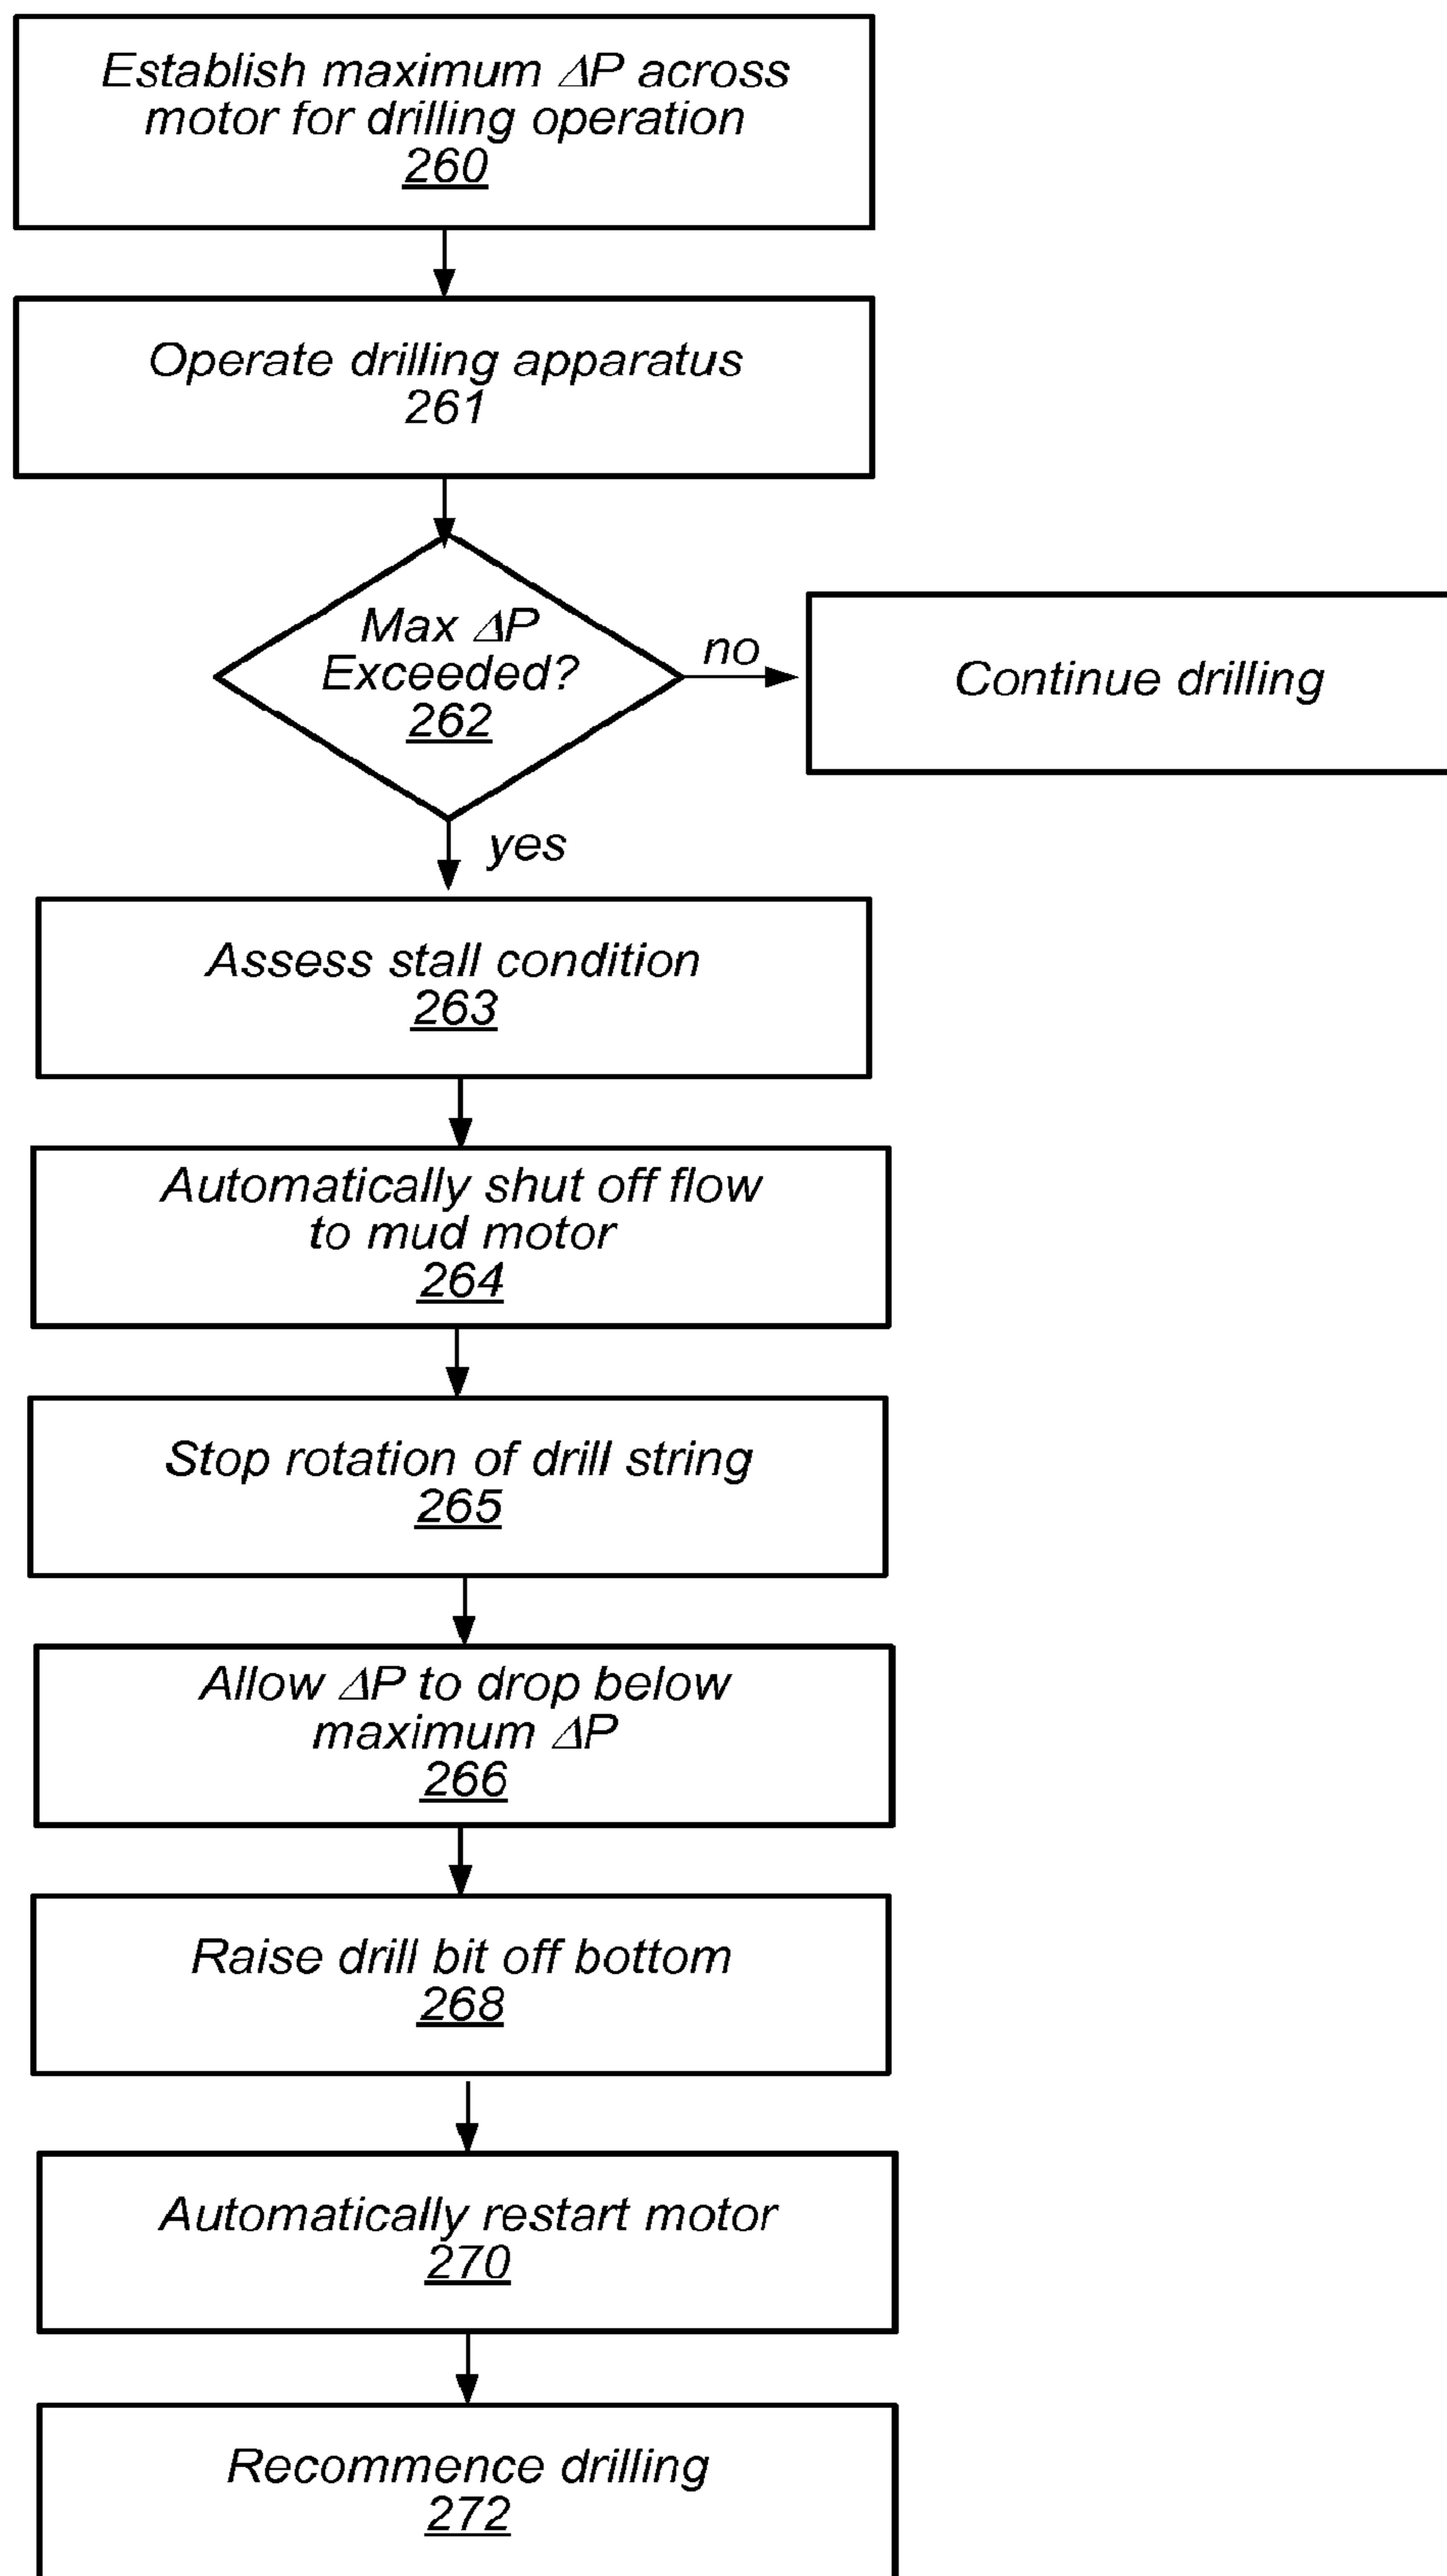 Establish maximum ΔP across
motor for drilling operation
260
Operate drilling apparatus
261
Max ΔP
Exceeded?
262
no
Continue drilling
yes
Assess stall condition
263
Automatically shut off flow
to mud motor
264
Stop rotation of drill string
265
Allow ΔP to drop below
maximum ΔP
266
Raise drill bit off bottom
268
Automatically restart motor
270
Recommence drilling
272